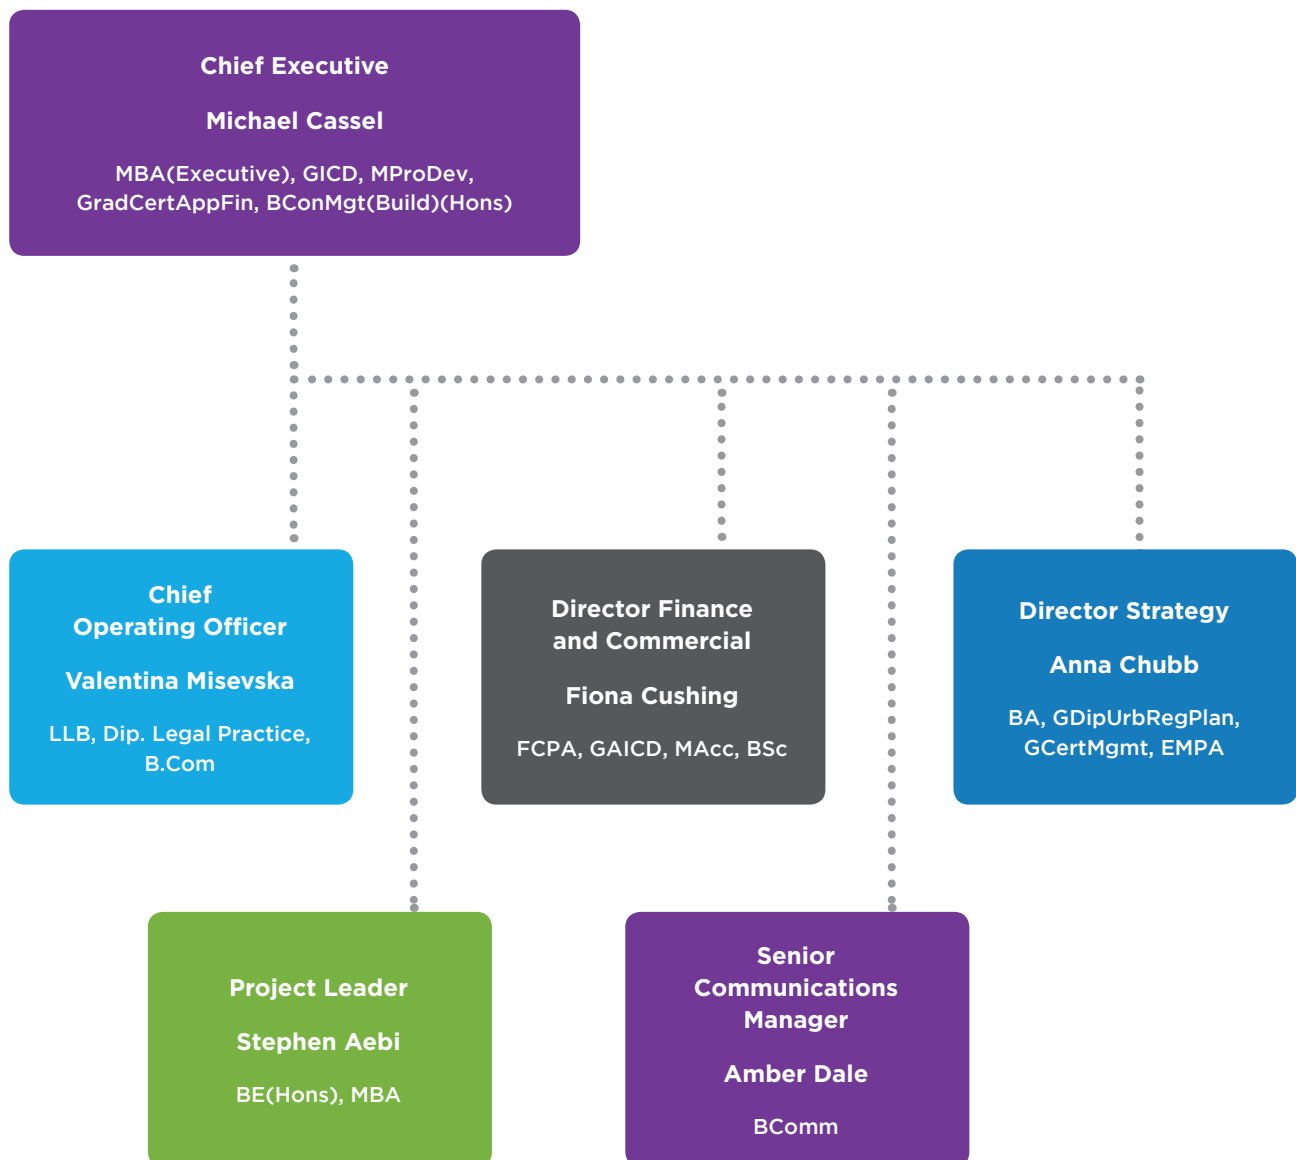 Chief Executive
Michael Cassel
MBA(Executive), GICD, MProDev,
GradCertAppFin, BConMgt(Build)(Hons)
Chief
Operating Officer
Valentina Misevska
LLB, Dip. Legal Practice,
B.Com
Director Finance
and Commercial
Fiona Cushing
FCPA, GAICD, MAcc, BSc
Director Strategy
Anna Chubb
BA, GDipUrbRegPlan,
GCertMgmt, EMPA
Project Leader
Stephen Aebi
BE(Hons), MBA
Senior
Communications
Manager
Amber Dale
BComm